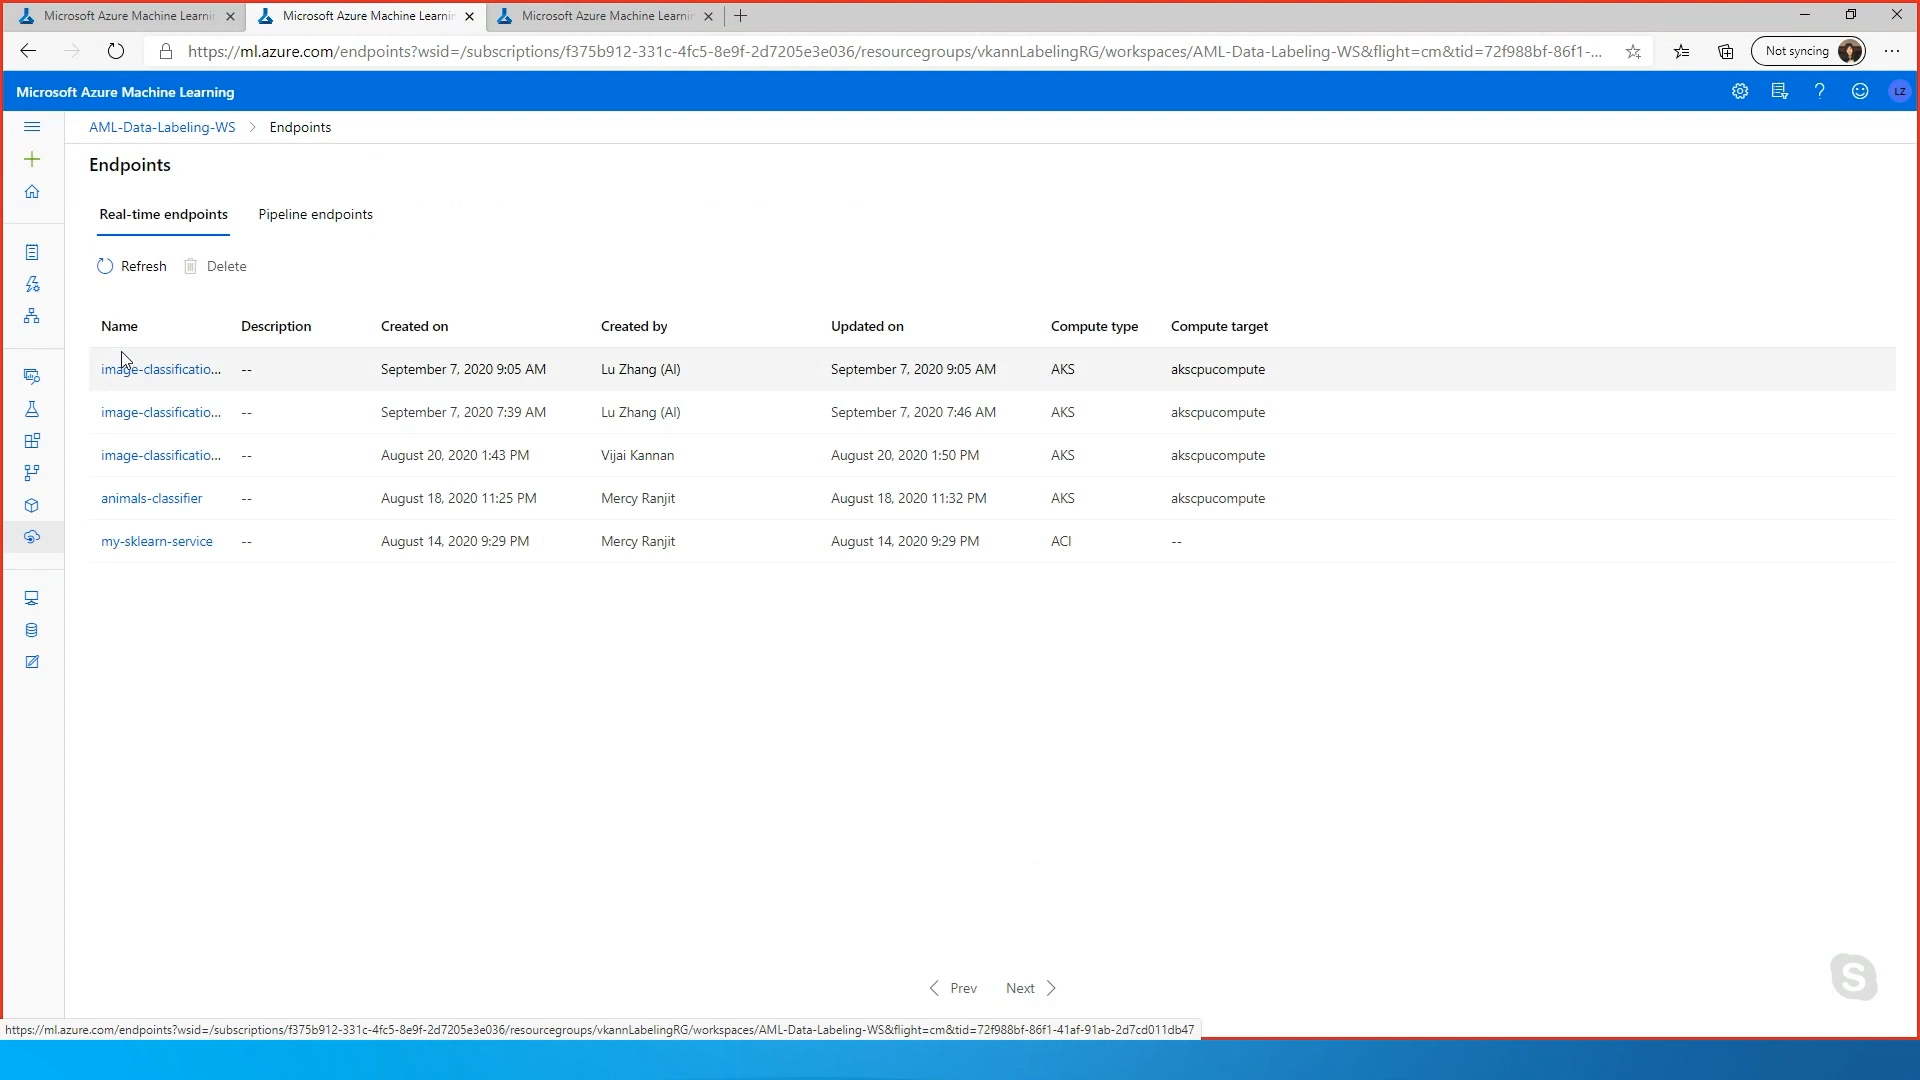 Microsoft Azure Machine Learnin
Microsoft Azure Machine Learnin
Microsoft Azure Machine Learnin
https://ml.azure.com/endpoints?wsid=/subscriptions/f375b912-331c-4fc5-8e9f-2d7205e3e036/resourcegroups/vkannLabelingRG/workspaces/AML-Data-Labeling-WS&flight=cm&tid=72f988bf-86f1-...
Not syncing
Microsoft Azure Machine Learning
LZ
AML-Data-Labeling-WS > Endpoints
Endpoints
Real-time endpoints Pipeline endpoints
Refresh Delete
Name Description Created on Created by Updated on Compute type Compute target
image-classificatio... -- September 7, 2020 9:05 AM Lu Zhang (AI) September 7, 2020 9:05 AM AKS akscpucompute
image-classificatio... -- September 7, 2020 7:39 AM Lu Zhang (AI) September 7, 2020 7:46 AM AKS akscpucompute
image-classificatio... -- August 20, 2020 1:43 PM Vijai Kannan August 20, 2020 1:50 PM AKS akscpucompute
animals-classifier -- August 18, 2020 11:25 PM Mercy Ranjit August 18, 2020 11:32 PM AKS akscpucompute
my-sklearn-service -- August 14, 2020 9:29 PM Mercy Ranjit August 14, 2020 9:29 PM ACI --
Prev Next
S
https://ml.azure.com/endpoints?wsid=/subscriptions/f375b912-331c-4fc5-8e9f-2d7205e3e036/resourcegroups/vkannLabelingRG/workspaces/AML-Data-Labeling-WS&flight=cm&tid=72f988bf-86f1-41af-91ab-2d7cd011db47